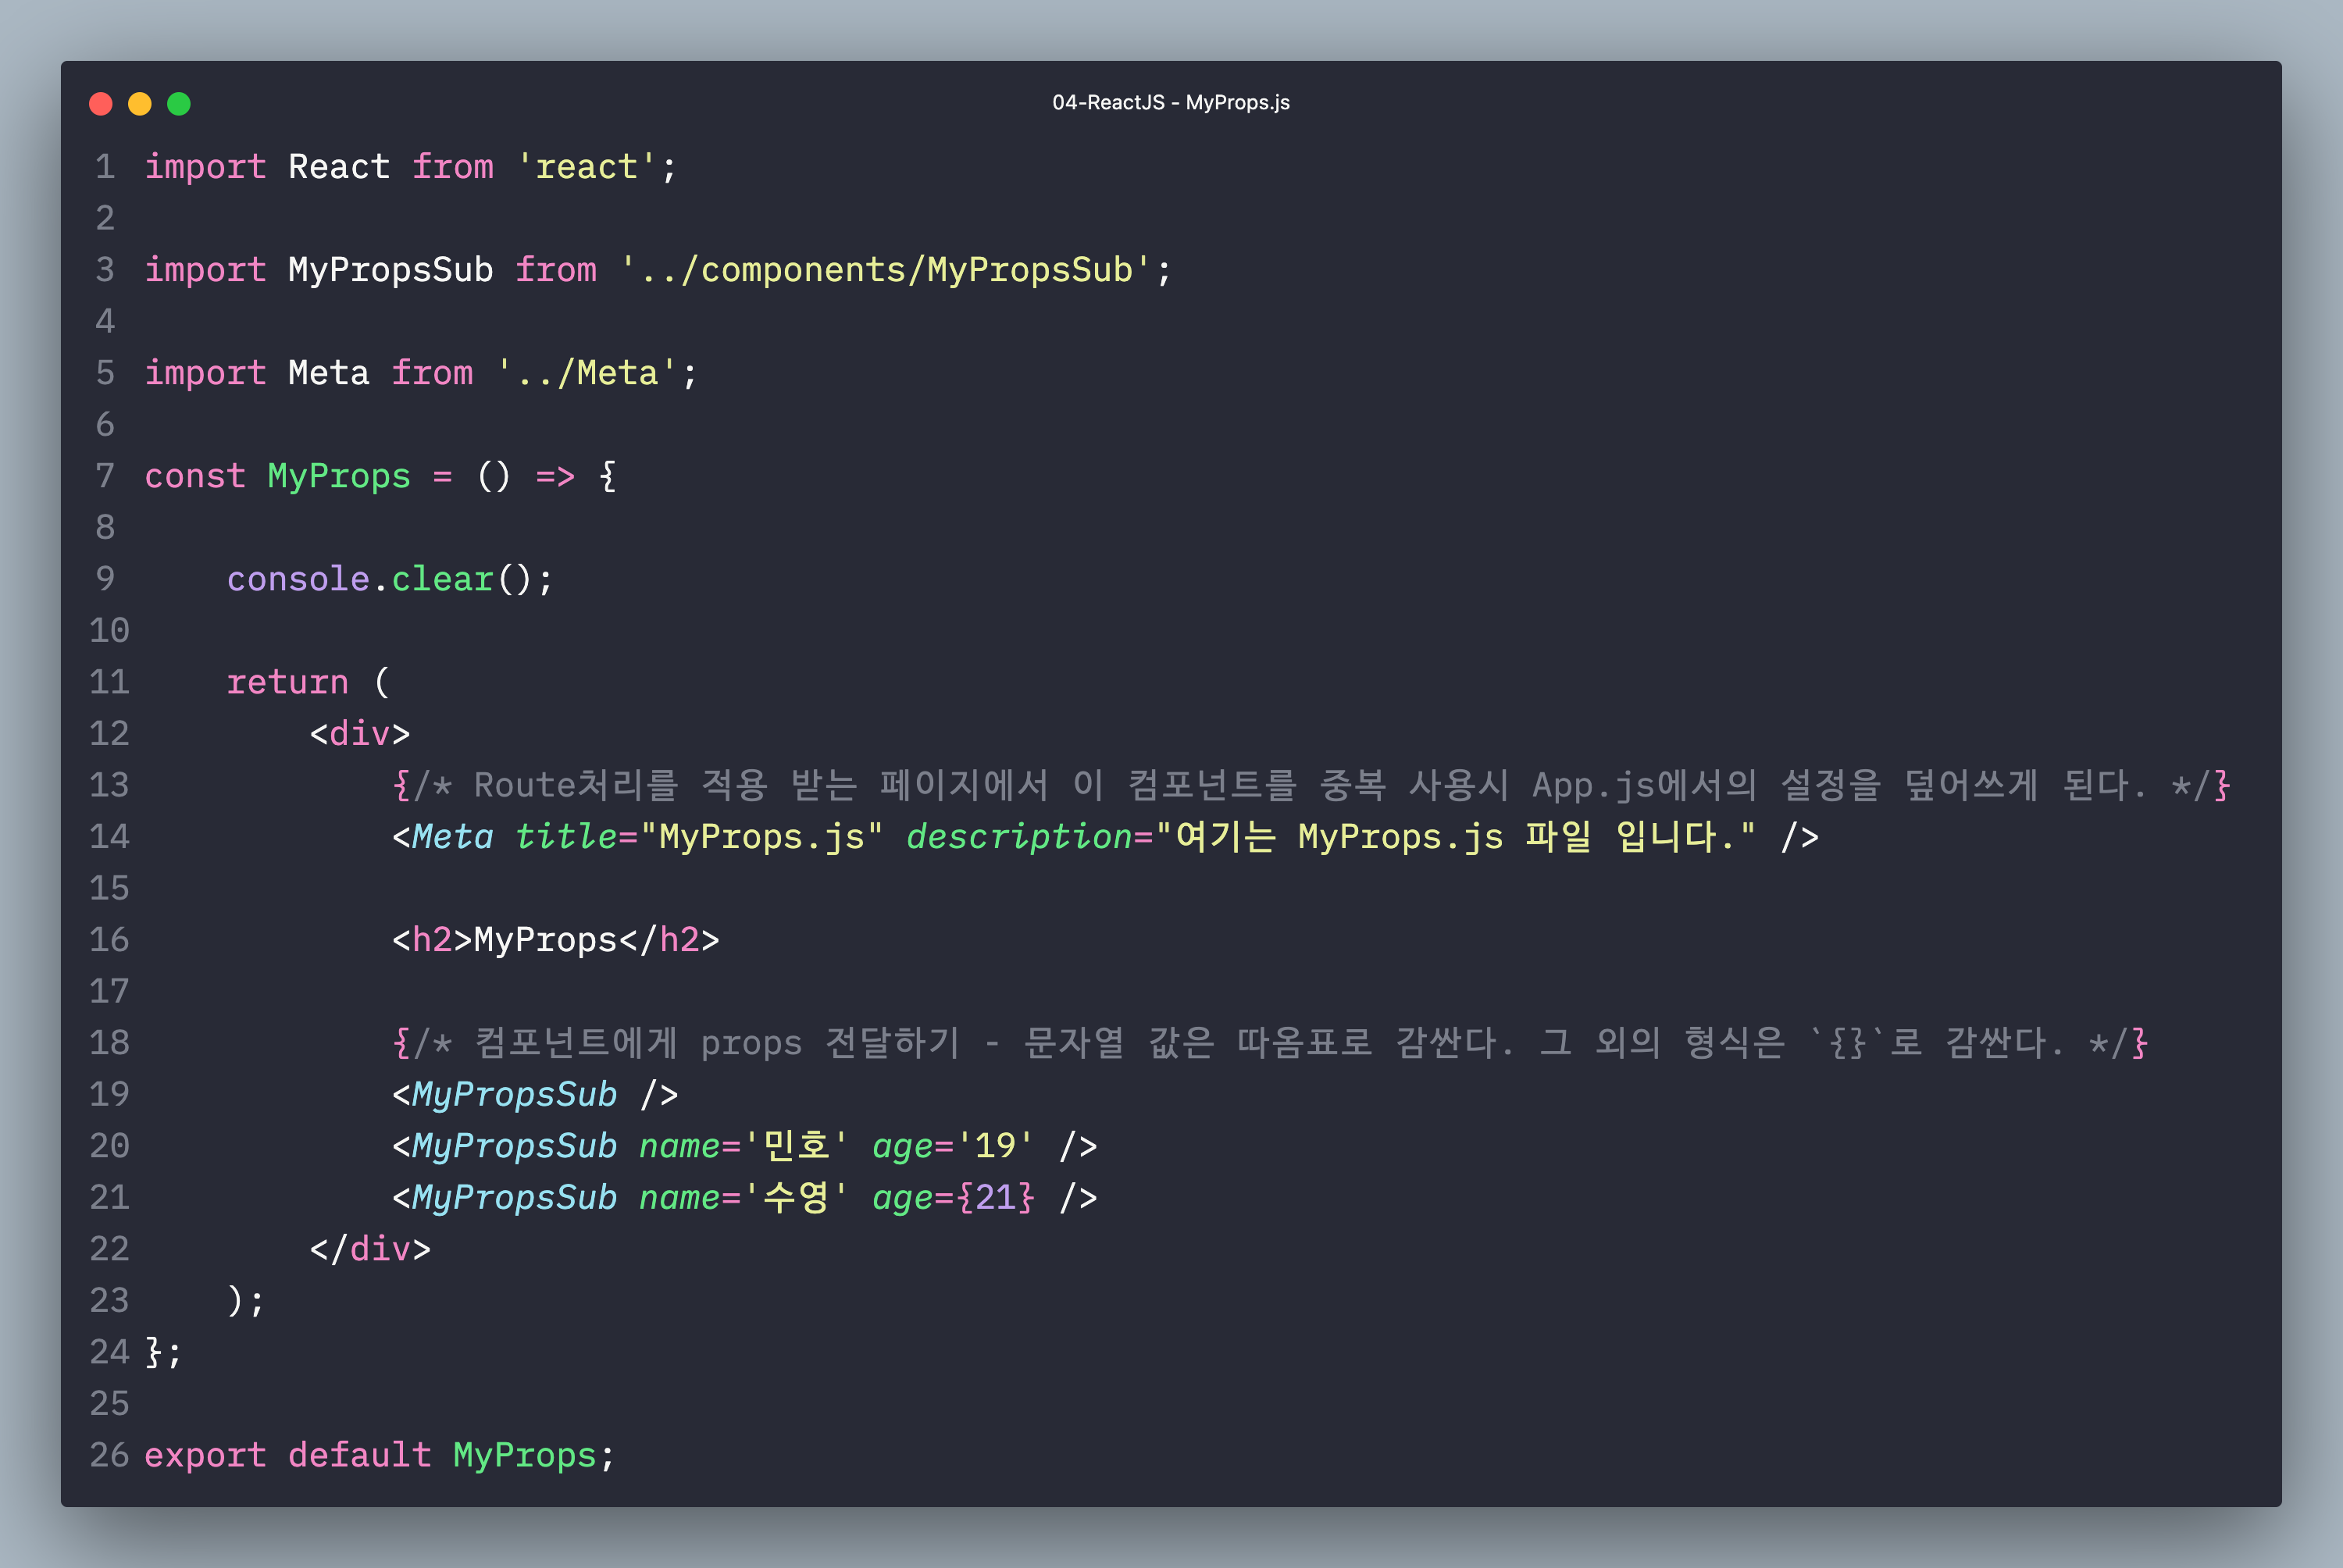 04-ReactJS - MyProps.js
1 import React from 'react';
2
3 import MyPropsSub from '../components/MyPropsSub';
4
5 import Meta from '../Meta';
6
7 const MyProps = () => {
8
9     console.clear();
10
11     return (
12         <div>
13             {/* Route처리를 적용 받는 페이지에서 이 컴포넌트를 중복 사용시 App.js에서의 설정을 덮어쓰게 된다. */}
14             <Meta title="MyProps.js" description="여기는 MyProps.js 파일 입니다." />
15
16             <h2>MyProps</h2>
17
18             {/* 컴포넌트에게 props 전달하기 - 문자열 값은 따옴표로 감싼다. 그 외의 형식은 `{}`로 감싼다. */}
19             <MyPropsSub />
20             <MyPropsSub name='민호' age='19' />
21             <MyPropsSub name='수영' age={21} />
22         </div>
23     );
24 };
25
26 export default MyProps;